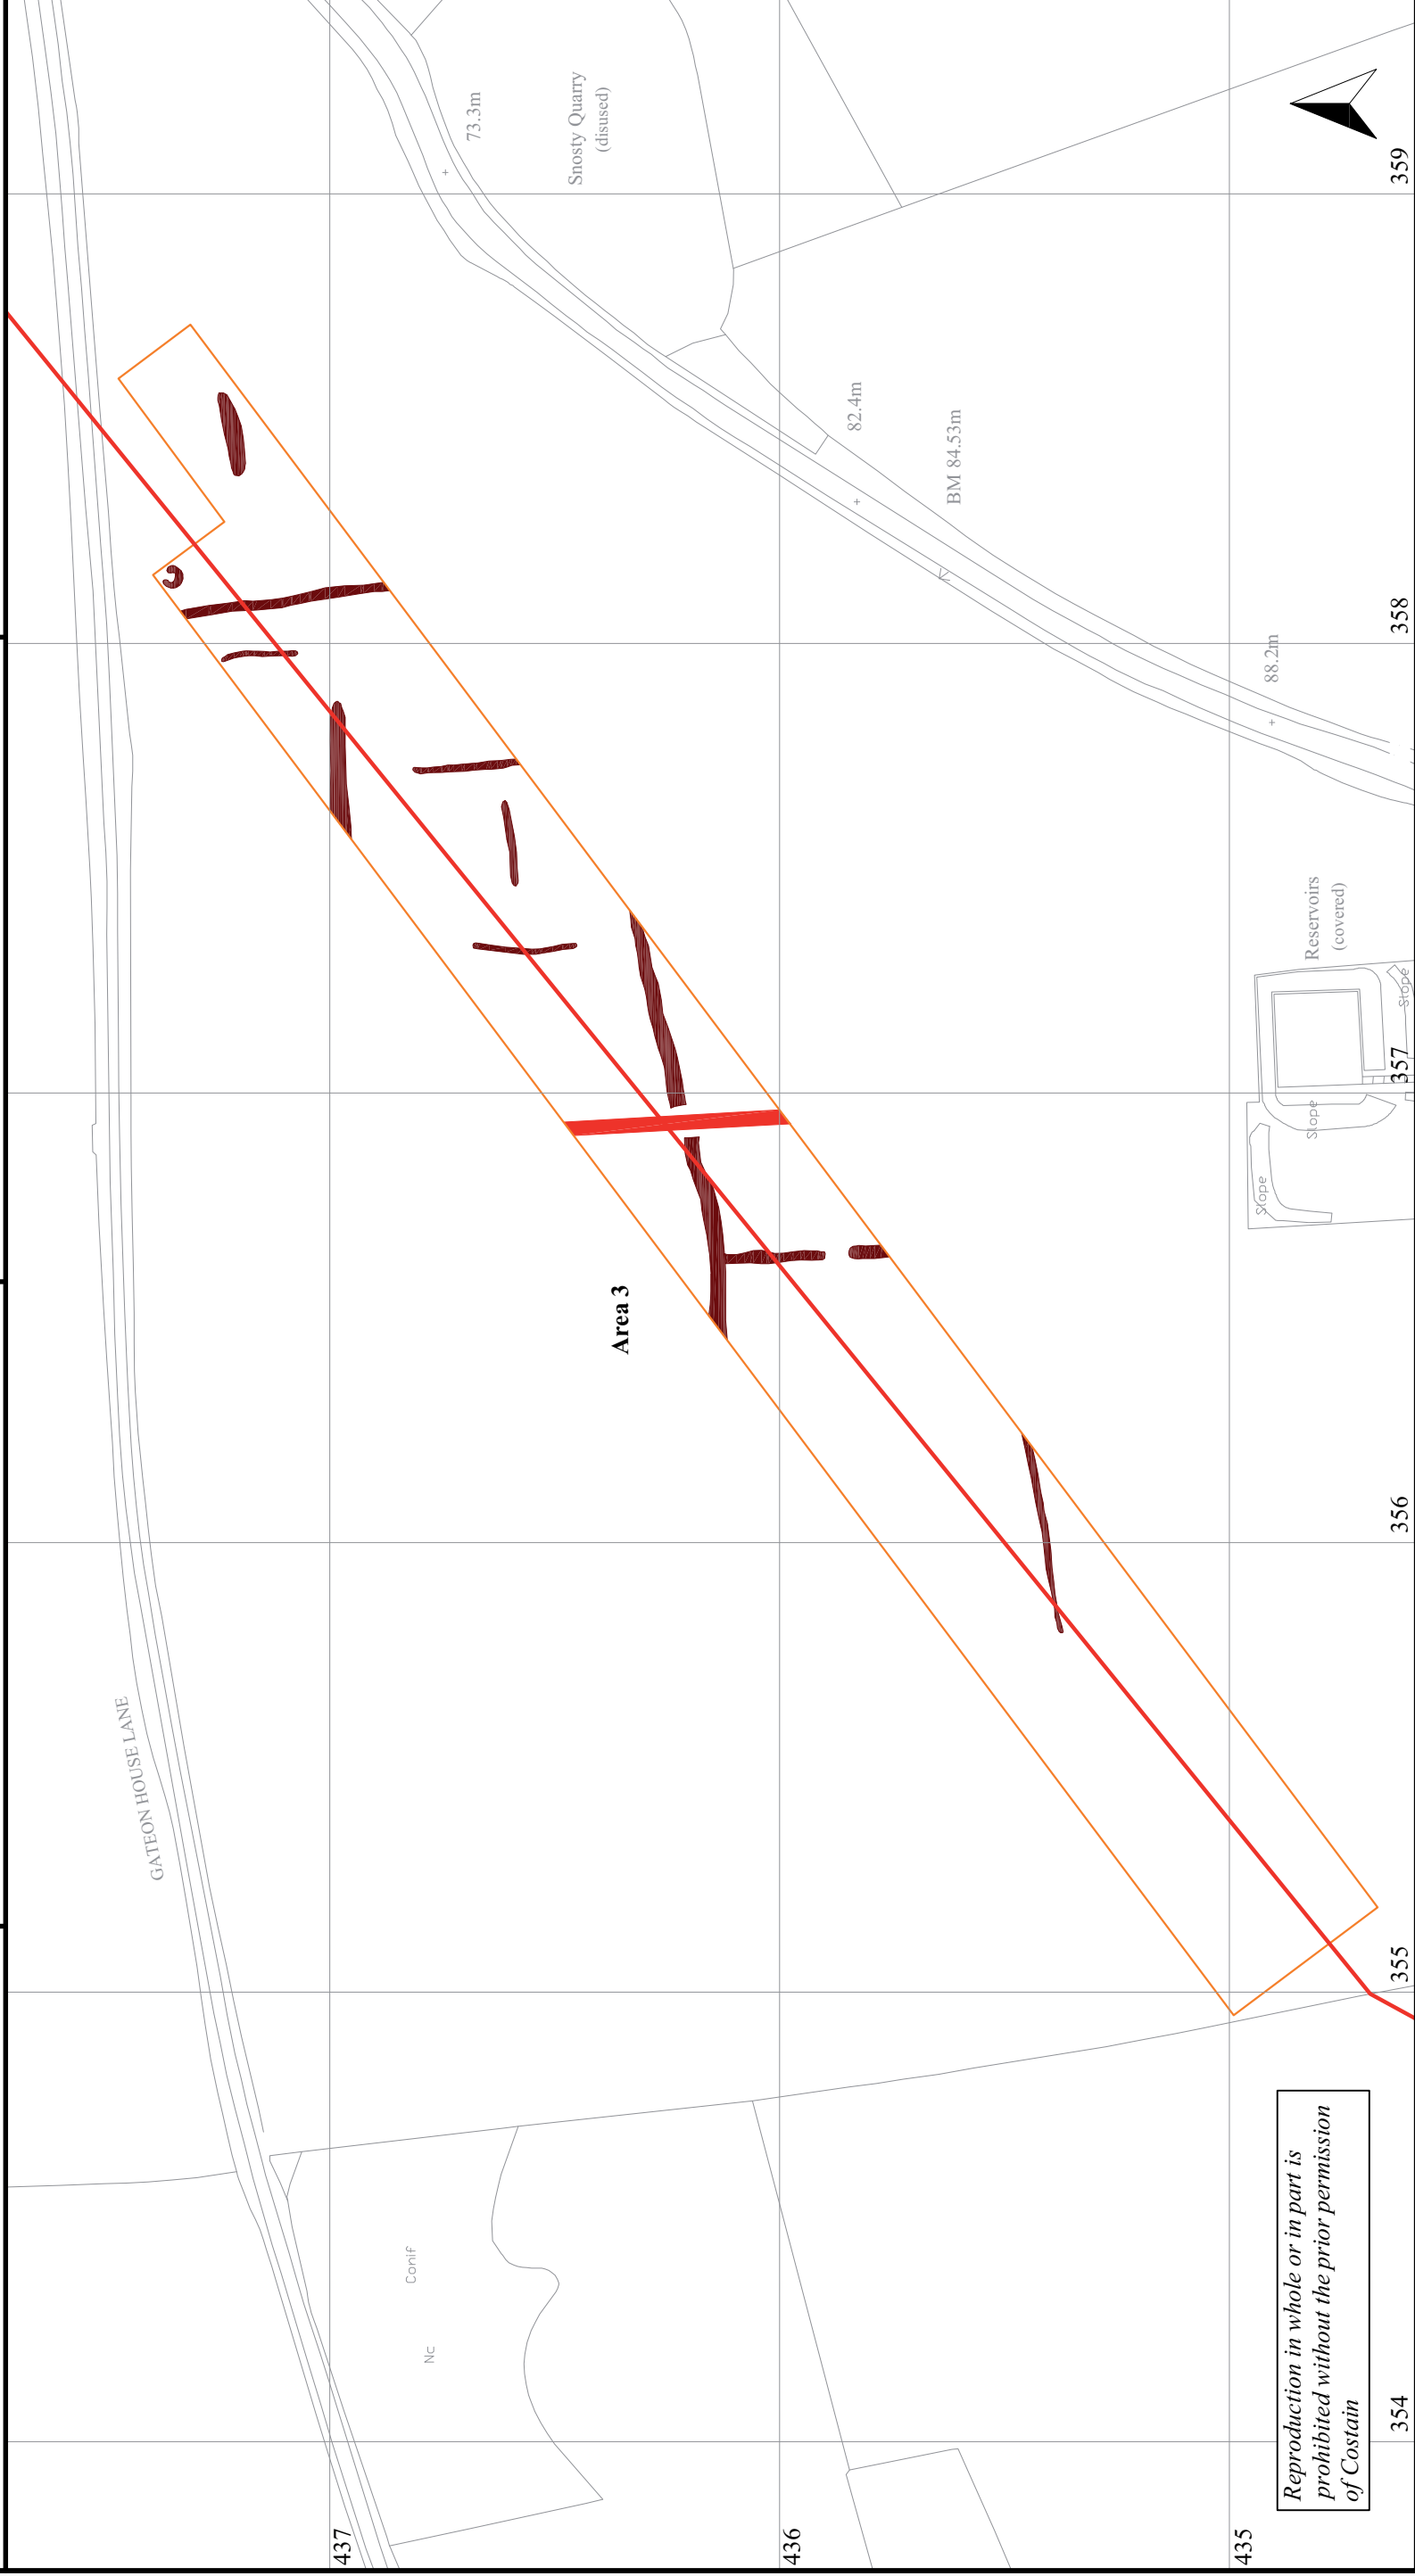 GATEON HOUSE LANE
73.3m
Snosty Quarry
(disused)
82.4m
BM 84.53m
88.2m
Area 3
Reservoirs
(covered)
Slope
Slope
Slope
Conif
Nc
437
436
435
354
355
356
357
358
359
Reproduction in whole or in part is
prohibited without the prior permission
of Costain